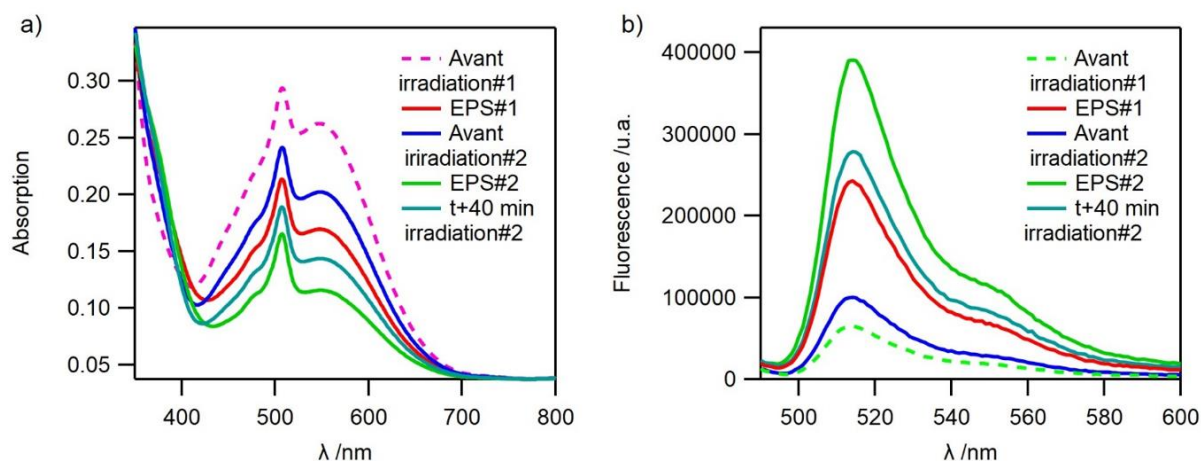 a)
Absorption
0.30
0.25
0.20
0.15
0.10
0.05
400
500
600
700
800
λ /nm
Avant
irradiation#1
EPS#1
Avant
iriradiation#2
EPS#2
t+40 min
irradiation#2
b)
Fluorescence /u.a.
400000
300000
200000
100000
0
500
520
540
560
580
600
λ /nm
Avant
irradiation#1
EPS#1
Avant
irradiation#2
EPS#2
t+40 min
irradiation#2